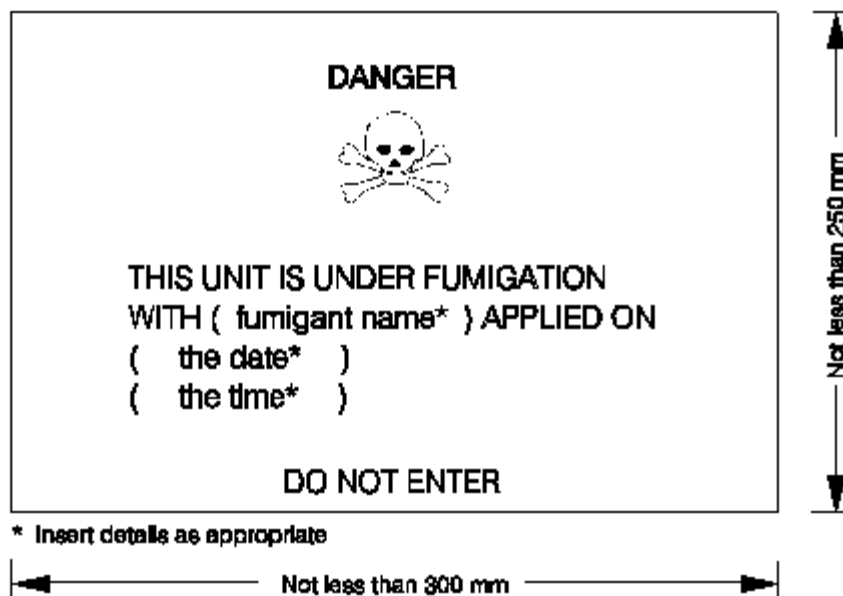 DANGER
THIS UNIT IS UNDER FUMIGATION
WITH ( fumigant name* ) APPLIED ON
( the date* )
( the time* )
DO NOT ENTER
* Insert details as appropriate
Not less than 300 mm
Not less than 250 mm